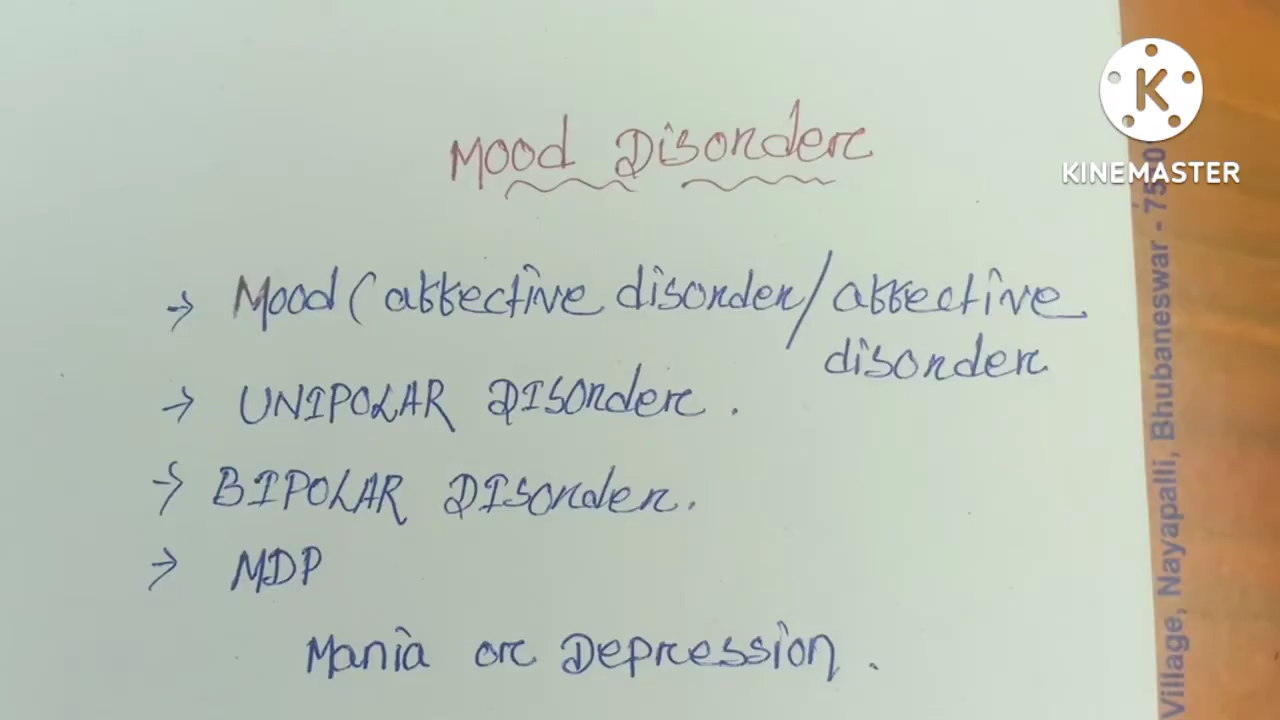 Mood Disorder
→ Mood (affective disorder / affective
disorder
→ UNIPOLAR DISorder.
→ BIPOLAR DISorder.
→ MDP
Mania or Depression.
K
KINEMASTER
Village, Nayapalli, Bhubaneswar - 75